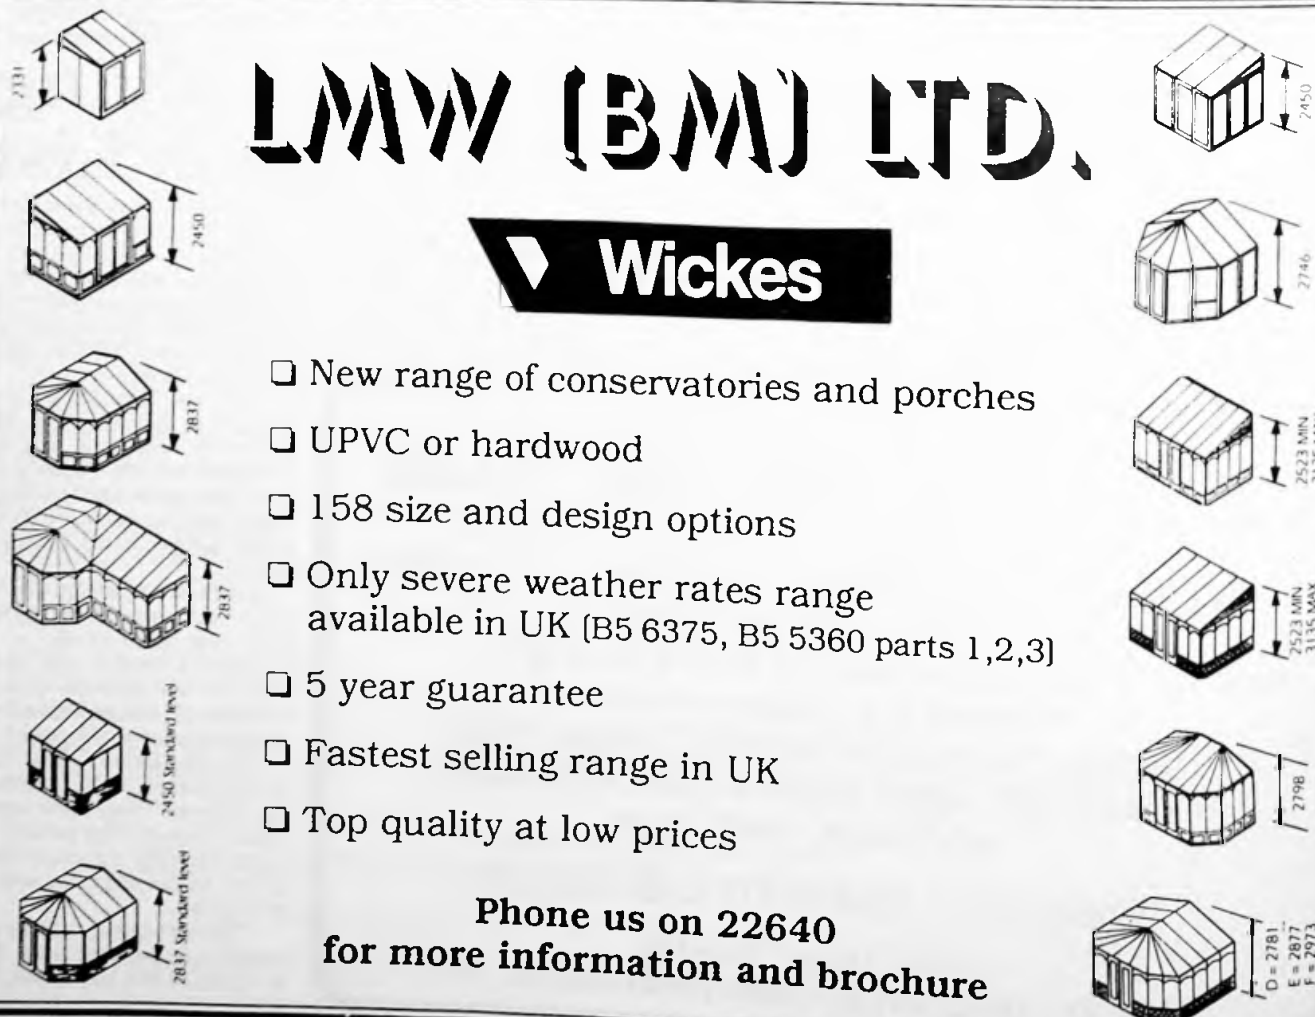 LMW (BM) LTD.
Wickes
❑ New range of conservatories and porches
❑ UPVC or hardwood
❑ 158 size and design options
❑ Only severe weather rates range
available in UK (B5 6375, B5 5360 parts 1,2,3)
❑ 5 year guarantee
❑ Fastest selling range in UK
❑ Top quality at low prices
Phone us on 22640
for more information and brochure
2331
2450
2837
2837
2450 Standard level
2837 Standard level
2450
2746
2523 MIN
2523 MIN
3135 MAX
2798
D = 2781
E = 2877
F = 2973